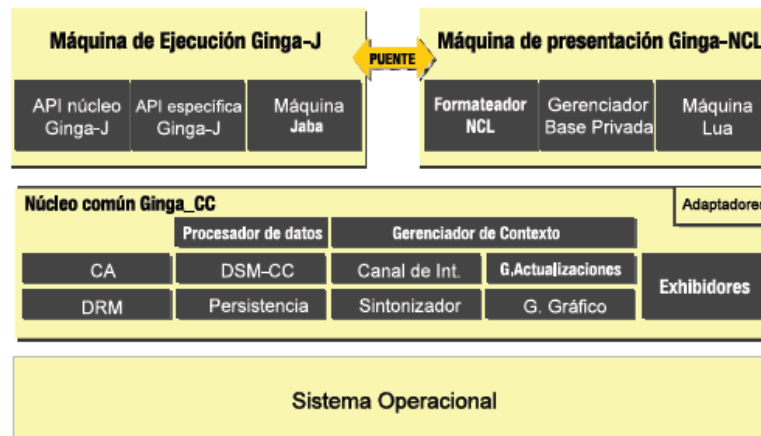 Máquina de Ejecución Ginga-J
PUENTE
Máquina de presentación Ginga-NCL
API núcleo
Ginga-J
API especifica
Ginga-J
Máquina
Jaba
Formateador
NCL
Gerenciador
Base Privada
Máquina
Lua
Núcleo común Ginga_CC
Adaptadores
Procesador de datos
Gerenciador de Contexto
CA
DSM-CC
Canal de Int.
G,Actualizaciones
Exhibidores
DRM
Persistencia
Sintonizador
G. Gráfico
Sistema Operacional